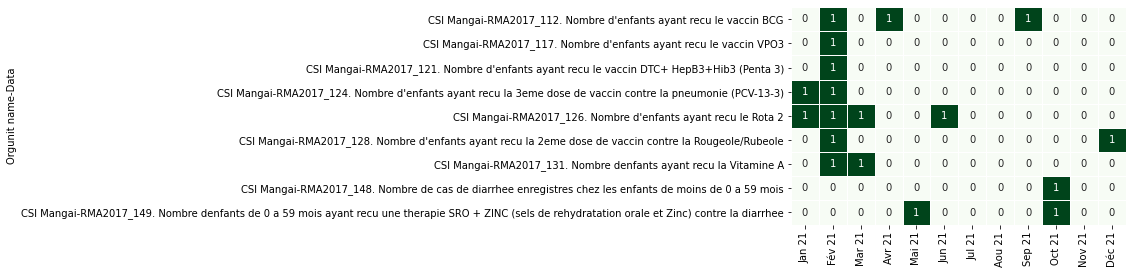 Orgunit name-Data
CSI Mangai-RMA2017_112. Nombre d'enfants ayant recu le vaccin BCG 0 1 0 1 0 0 0 0 1 0 0 0
CSI Mangai-RMA2017_117. Nombre d'enfants ayant recu le vaccin VPO3 0 1 0 0 0 0 0 0 0 0 0 0
CSI Mangai-RMA2017_121. Nombre d'enfants ayant recu le vaccin DTC+ HepB3+Hib3 (Penta 3) 0 1 0 0 0 0 0 0 0 0 0 0
CSI Mangai-RMA2017_124. Nombre d'enfants ayant recu la 3eme dose de vaccin contre la pneumonie (PCV-13-3) 1 1 0 0 0 0 0 0 0 0 0 0
CSI Mangai-RMA2017_126. Nombre d'enfants ayant recu le Rota 2 1 1 1 0 0 1 0 0 0 0 0 0
CSI Mangai-RMA2017_128. Nombre d'enfants ayant recu la 2eme dose de vaccin contre la Rougeole/Rubeole 0 1 0 0 0 0 0 0 0 0 0 1
CSI Mangai-RMA2017_131. Nombre denfants ayant recu la Vitamine A 0 1 1 0 0 0 0 0 0 0 0 0
CSI Mangai-RMA2017_148. Nombre de cas de diarrhee enregistres chez les enfants de moins de 0 a 59 mois 0 0 0 0 0 0 0 0 0 1 0 0
CSI Mangai-RMA2017_149. Nombre denfants de 0 a 59 mois ayant recu une therapie SRO + ZINC (sels de rehydratation orale et Zinc) contre la diarrhee 0 0 0 0 1 0 0 0 0 1 0 0
Jan 21 Fév 21 Mar 21 Avr 21 Mai 21 Jun 21 Jul 21 Aou 21 Sep 21 Oct 21 Nov 21 Déc 21